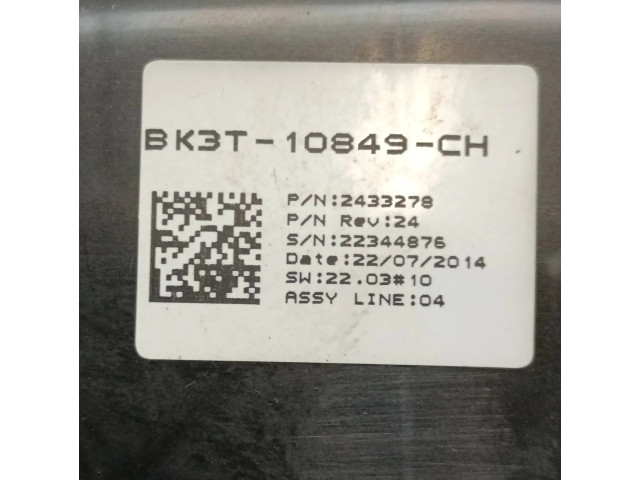 BK3T-10849-CH
P/N:2433278
P/N Rev:24
S/N:22344876
Date:22/07/2014
SW:22.03#10
ASSY LINE:04